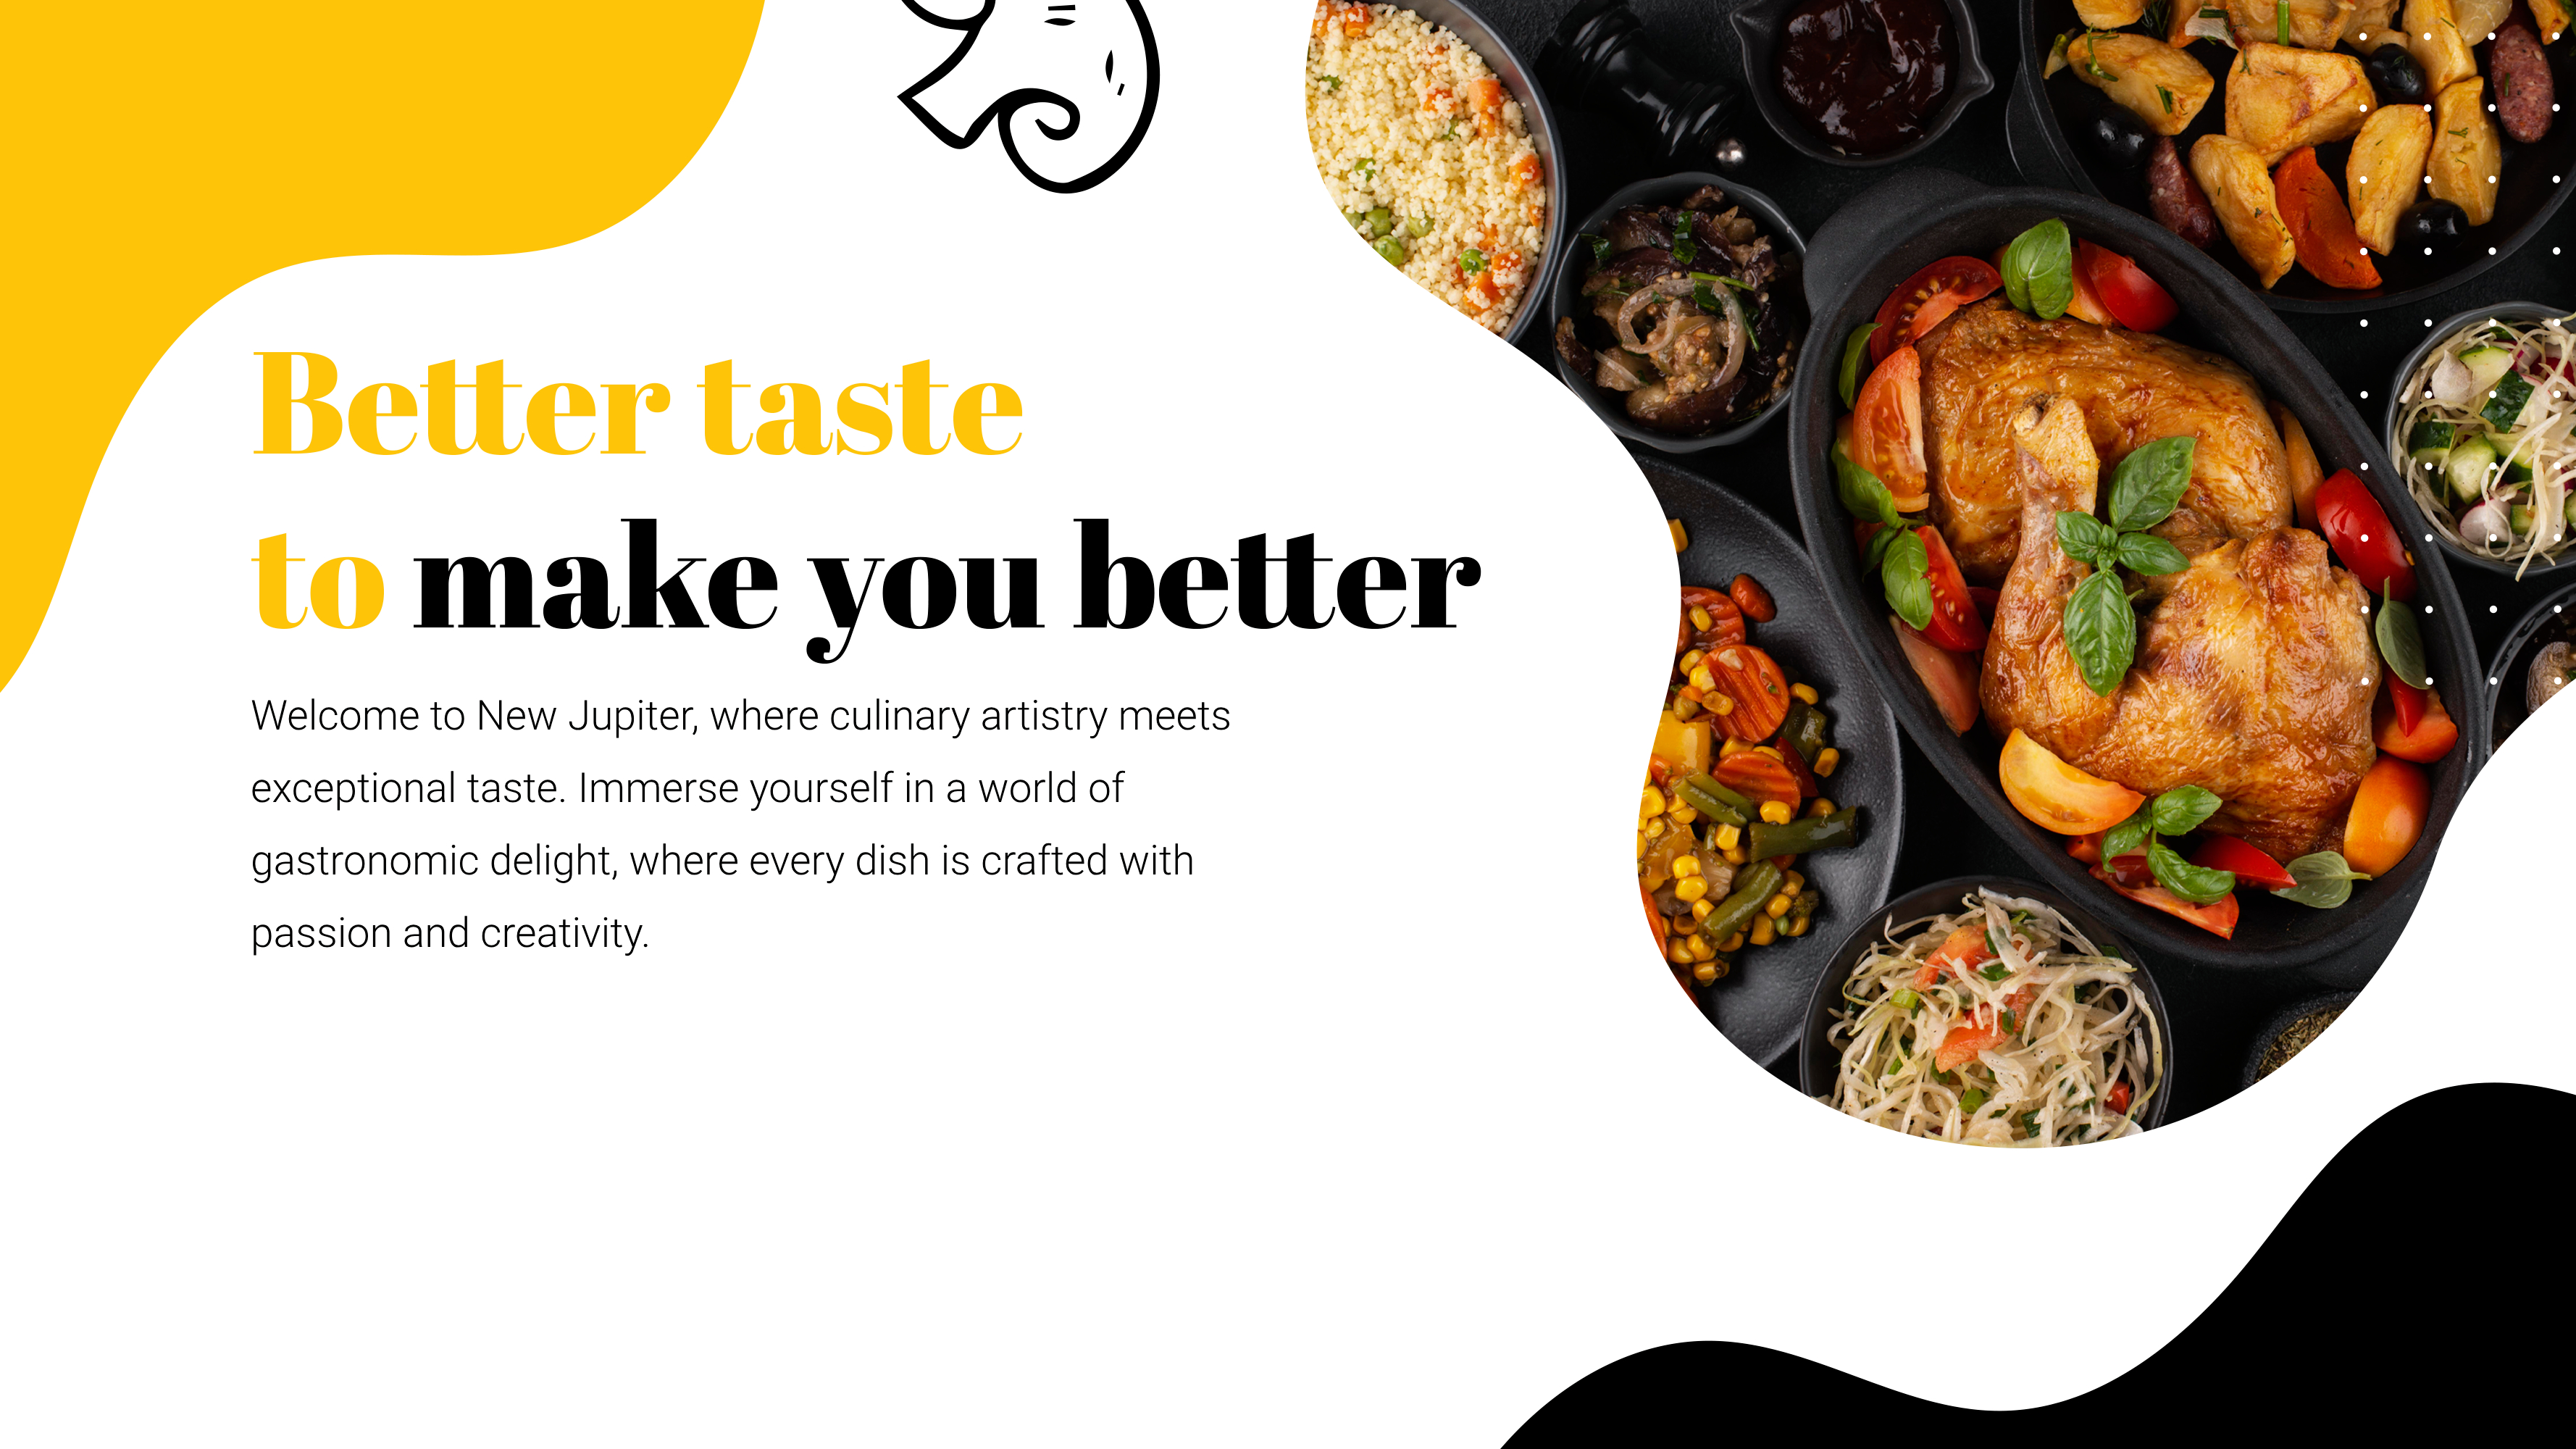 Better taste
to make you better
Welcome to New Jupiter, where culinary artistry meets
exceptional taste. Immerse yourself in a world of
gastronomic delight, where every dish is crafted with
passion and creativity.